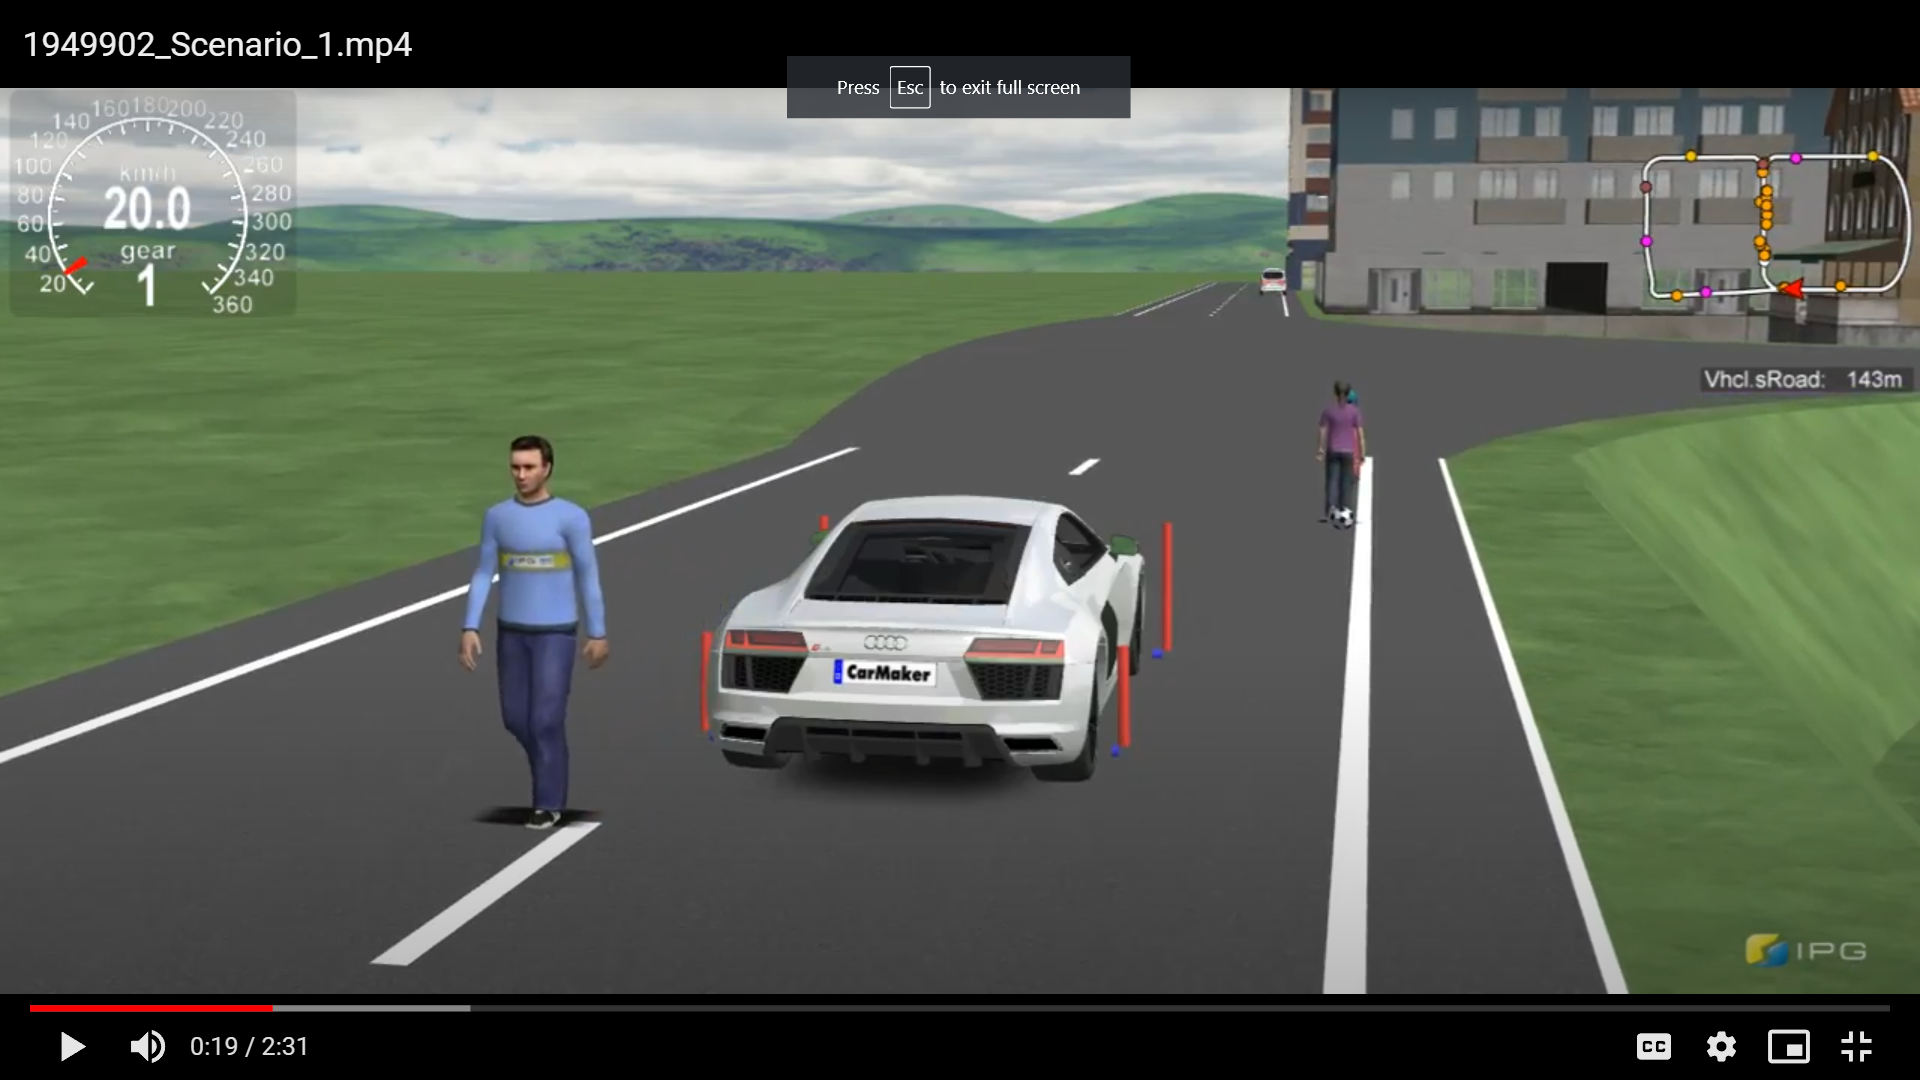 1949902_Scenario_1.mp4
Press Esc to exit full screen
160 180 200
140 220
120 240
100 km/h 260
80 20.0 280
60 300
40 gear 320
20 1 340
360
Vhcl.sRoad: 143m
CarMaker
IPG
0:19 / 2:31
CC